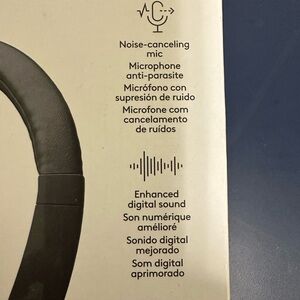 Noise-canceling
mic
Microphone
anti-parasite
Micrófono con
supresión de ruido
Microfone com
cancelamento
de ruídos
Enhanced
digital sound
Son numérique
amélioré
Sonido digital
mejorado
Som digital
aprimorado